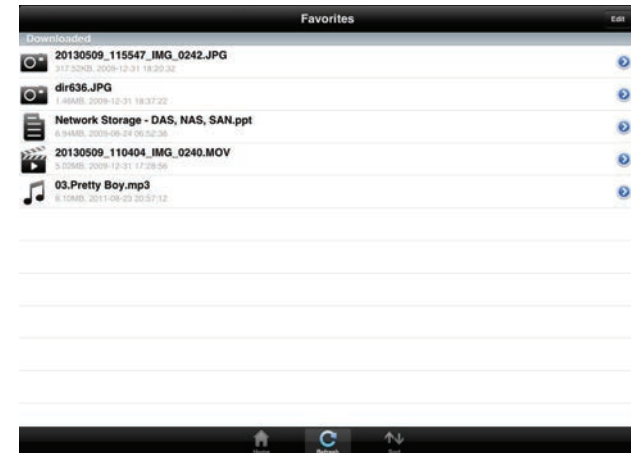 Favorites
Edit
Downloaded
20130509_115547_IMG_0242.JPG
317.52KB, 2009-12-31 18:20:32
dir636.JPG
1.46MB, 2009-12-31 18:37:22
Network Storage - DAS, NAS, SAN.ppt
6.94MB, 2009-08-24 06:52:36
20130509_110404_IMG_0240.MOV
5.02MB, 2009-12-31 17:28:56
03.Pretty Boy.mp3
8.10MB, 2011-08-23 20:57:12
Home
Refresh
Sort